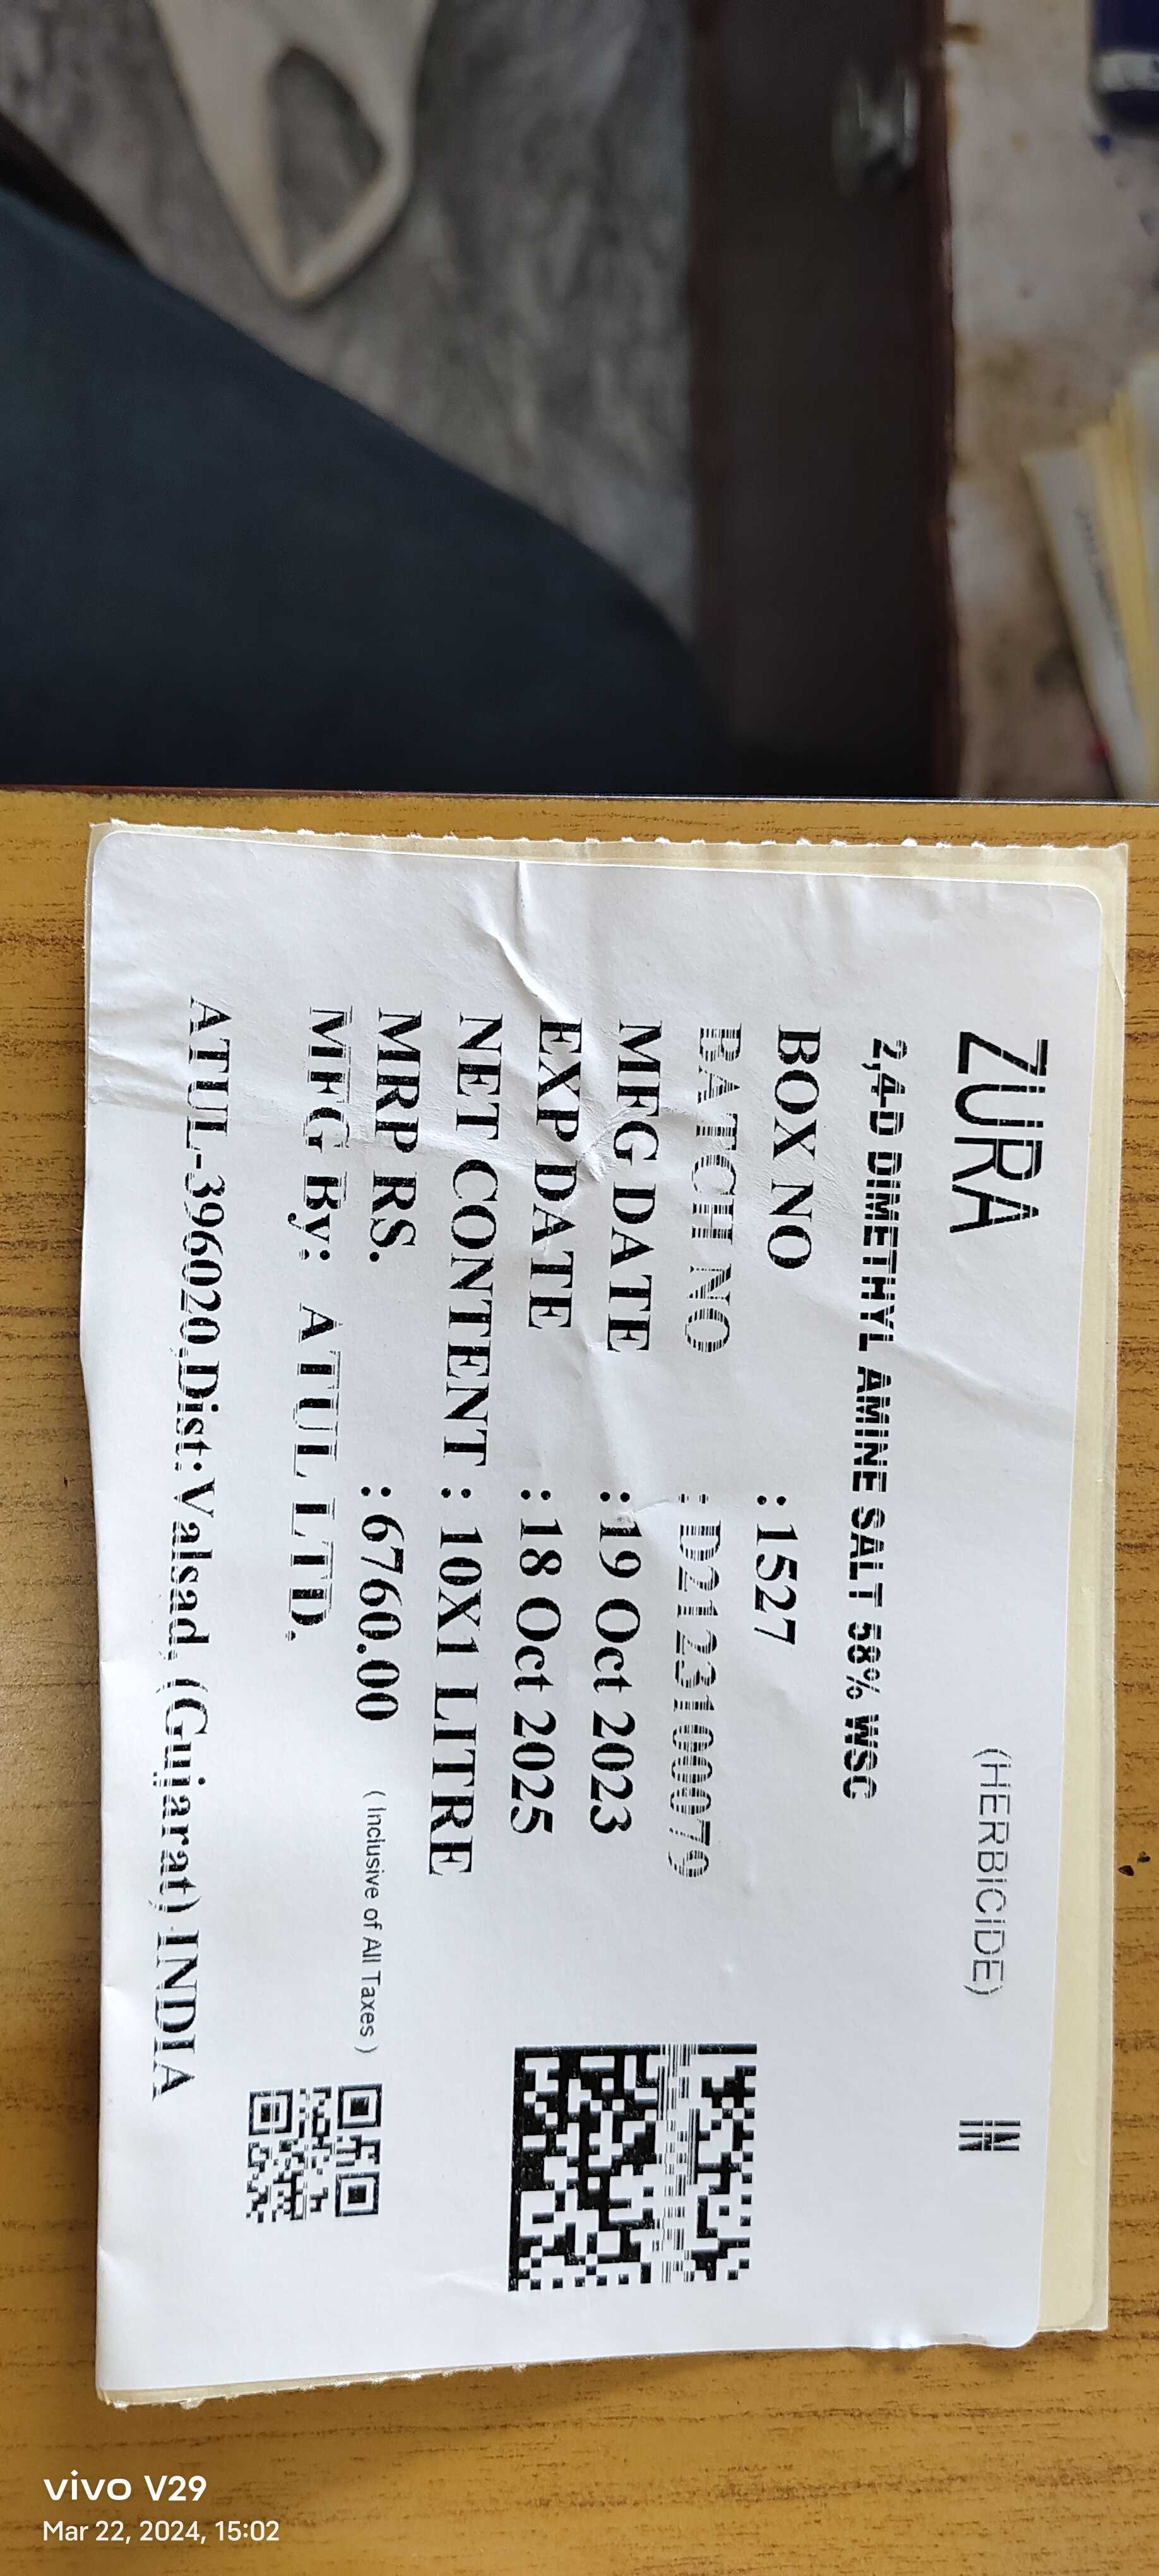 ZURA (HERBICIDE) IN
2,4-D DIMETHYL AMINE SALT 58% WSC
BOX NO : 1527
BATCH NO : D2123100079
MFG DATE : 19 Oct 2023
EXP DATE : 18 Oct 2025
NET CONTENT : 10X1 LITRE
MRP RS. : 6760.00 ( Inclusive of All Taxes )
MFG By: ATUL LTD.
ATUL-396020,Dist:Valsad, (Gujarat) INDIA
vivo V29
Mar 22, 2024, 15:02